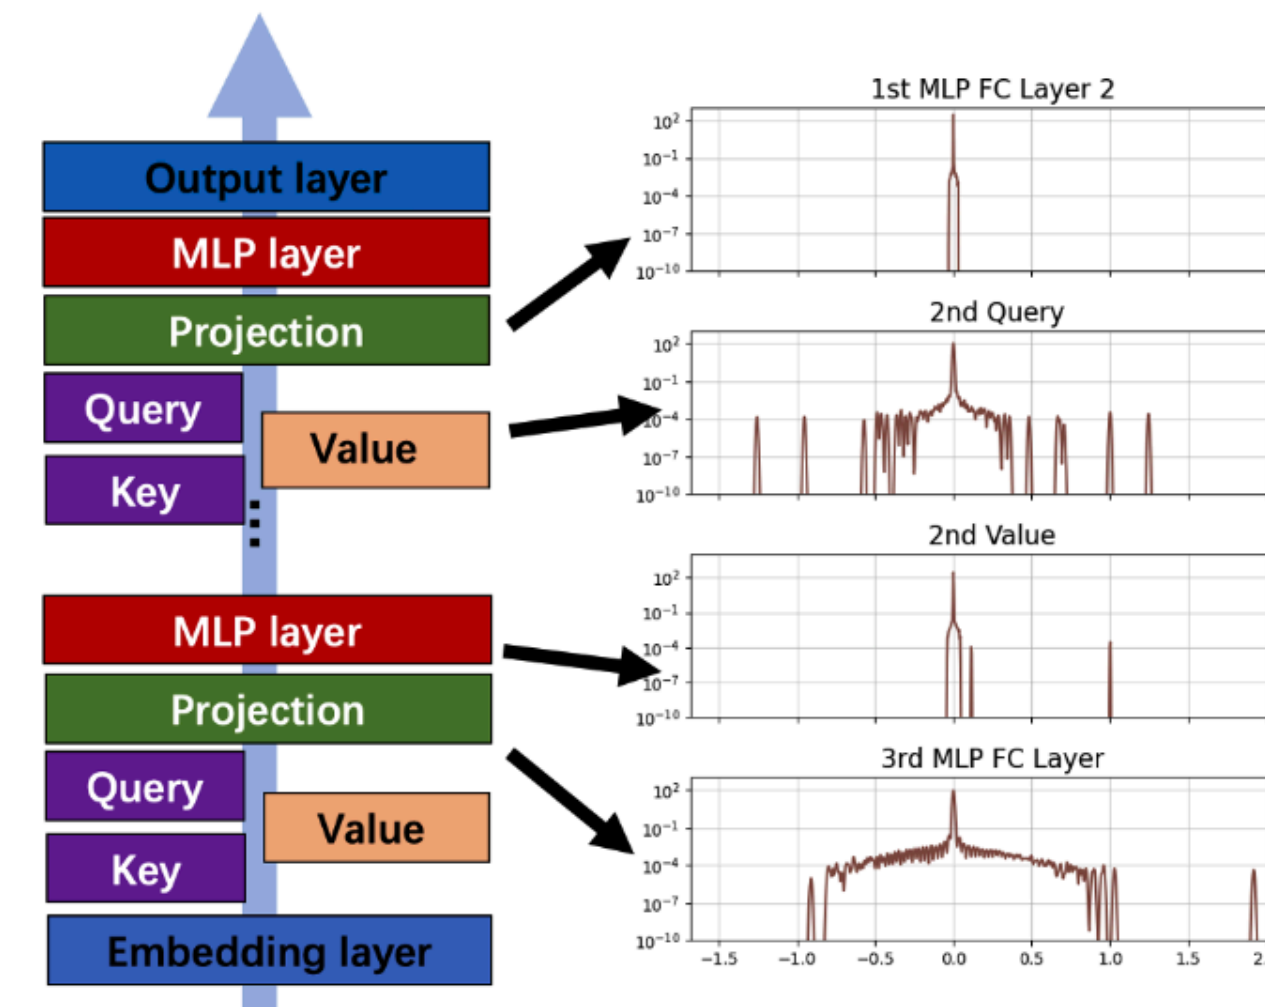 Output layer
MLP layer
Projection
Query
Value
Key
MLP layer
Projection
Query
Value
Key
Embedding layer
1st MLP FC Layer 2
10²
10⁻¹
10⁻⁴
10⁻⁷
10⁻¹⁰
2nd Query
10²
10⁻¹
10⁻⁴
10⁻⁷
10⁻¹⁰
2nd Value
10²
10⁻¹
10⁻⁴
10⁻⁷
10⁻¹⁰
3rd MLP FC Layer
10²
10⁻¹
10⁻⁴
10⁻⁷
10⁻¹⁰
−1.5 −1.0 −0.5 0.0 0.5 1.0 1.5